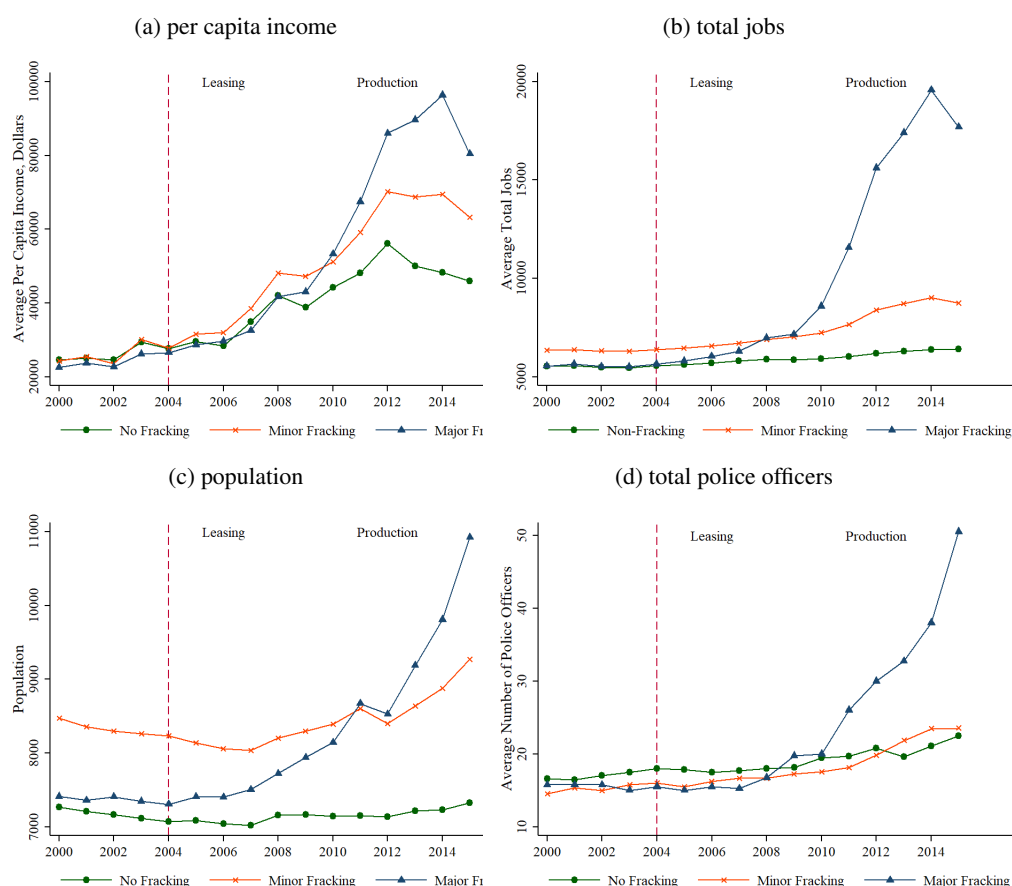 (a) per capita income
Average Per Capita Income, Dollars
20000 40000 60000 80000 100000
Leasing Production
2000 2002 2004 2006 2008 2010 2012 2014
No Fracking Minor Fracking Major Fr
(b) total jobs
Average Total Jobs
5000 10000 15000 20000
Leasing Production
2000 2002 2004 2006 2008 2010 2012 2014
Non-Fracking Minor Fracking Major Fracking
(c) population
Population
7000 8000 9000 10000 11000
Leasing Production
2000 2002 2004 2006 2008 2010 2012 2014
No Fracking Minor Fracking Major Fr
(d) total police officers
Average Number of Police Officers
10 20 30 40 50
Leasing Production
2000 2002 2004 2006 2008 2010 2012 2014
No Fracking Minor Fracking Major Fracking